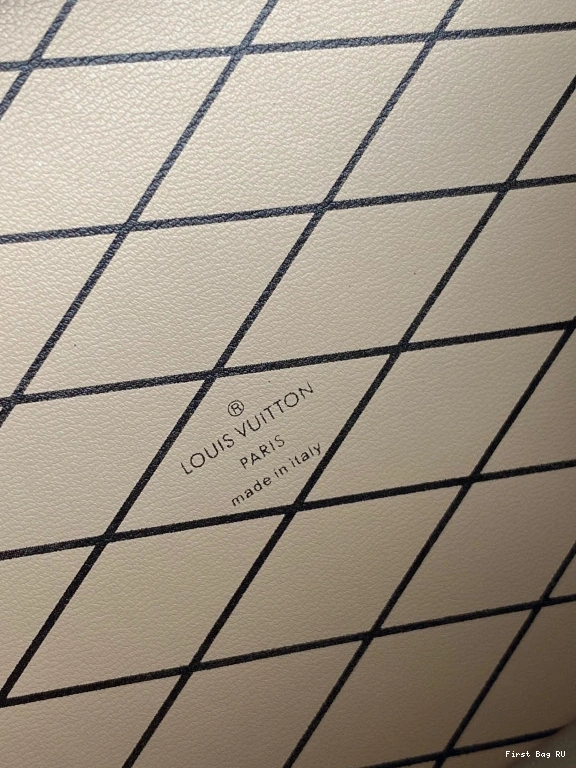 ®
LOUIS VUITTON
PARIS
made in italy
First Bag RU